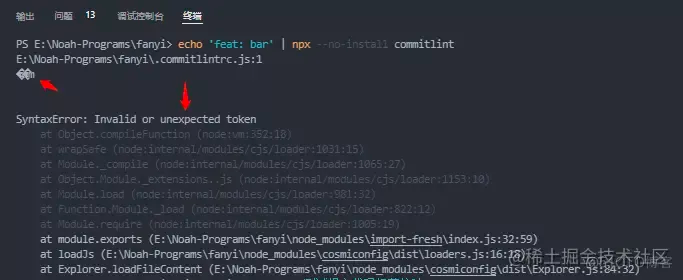 输出 问题 13 调试控制台 终端
PS E:\Noah-Programs\fanyi> echo 'feat: bar' | npx --no-install commitlint
E:\Noah-Programs\fanyi\.commitlintrc.js:1
SyntaxError: Invalid or unexpected token
at Object.compileFunction (node:vm:352:18)
at wrapSafe (node:internal/modules/cjs/loader:1031:15)
at Module._compile (node:internal/modules/cjs/loader:1065:27)
at Object.Module._extensions..js (node:internal/modules/cjs/loader:1153:10)
at Module.load (node:internal/modules/cjs/loader:981:32)
at Function.Module._load (node:internal/modules/cjs/loader:822:12)
at Module.require (node:internal/modules/cjs/loader:1005:19)
at module.exports (E:\Noah-Programs\fanyi\node_modules\import-fresh\index.js:32:59)
at loadJs (E:\Noah-Programs\fanyi\node_modules\cosmiconfig\dist\loaders.js:16:
at Explorer.loadFileContent (E:\Noah-Programs\fanyi\node_modules\cosmiconfig\dist\Explorer.js:84:32)
@稀土掘金技术社区